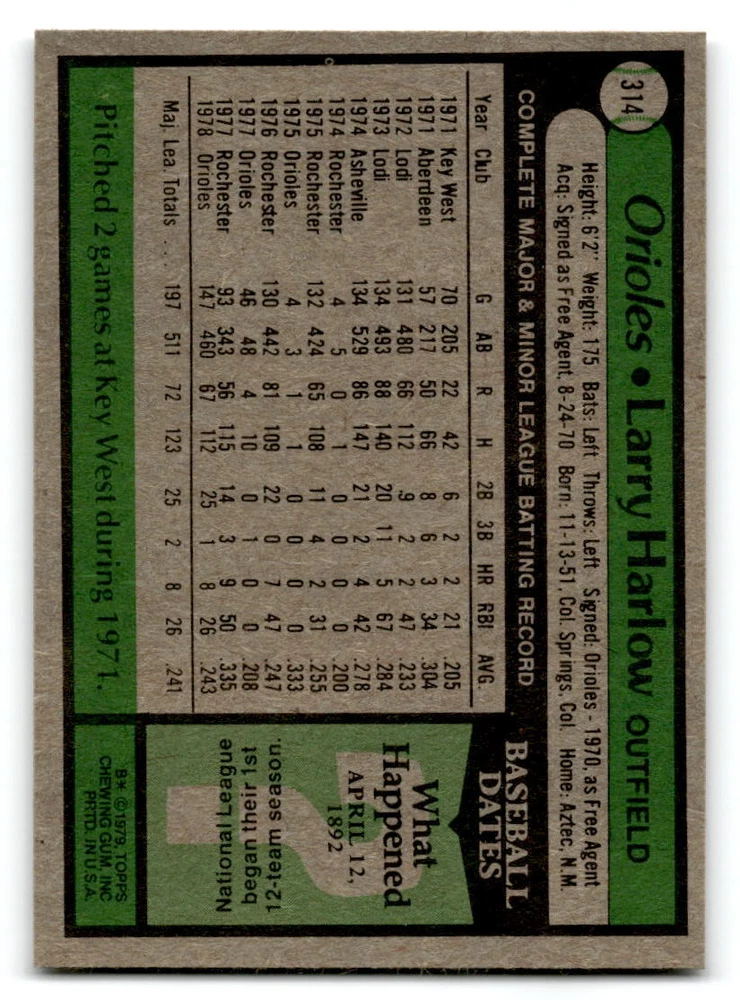 314
Orioles • Larry Harlow OUTFIELD
Height: 6'2" Weight: 175 Bats: Left Throws: Left Signed: Orioles - 1970, as Free Agent
Acq: Signed as Free Agent, 8-24-70 Born: 11-13-51, Col. Springs, Col. Home: Aztec, N.M.
COMPLETE MAJOR & MINOR LEAGUE BATTING RECORD
Year Club G AB R H 2B 3B HR RBI AVG.
1971 Key West 70 205 22 42 6 2 2 21 .205
1971 Aberdeen 57 217 50 66 8 6 3 34 .304
1972 Lodi 131 480 66 112 9 2 2 47 .233
1973 Lodi 134 493 88 140 20 11 5 67 .284
1974 Asheville 134 529 86 147 21 2 4 42 .278
1974 Rochester 4 5 0 1 0 0 0 0 .200
1975 Rochester 132 424 65 108 11 4 2 31 .255
1975 Orioles 4 3 1 1 0 0 0 0 .333
1976 Rochester 130 442 81 109 22 0 7 47 .247
1977 Orioles 46 48 4 10 0 1 0 0 .208
1977 Rochester 93 343 56 115 14 3 9 50 .335
1978 Orioles 147 460 67 112 25 1 8 26 .243
Maj. Lea. Totals . . . 197 511 72 123 25 2 8 26 .241
Pitched 2 games at Key West during 1971.
BASEBALL
DATES
What
Happened
APRIL 12,
1892
National League
began their 1st
12-team season.
B* © 1979, TOPPS
CHEWING GUM, INC
PRTD. IN U.S.A.